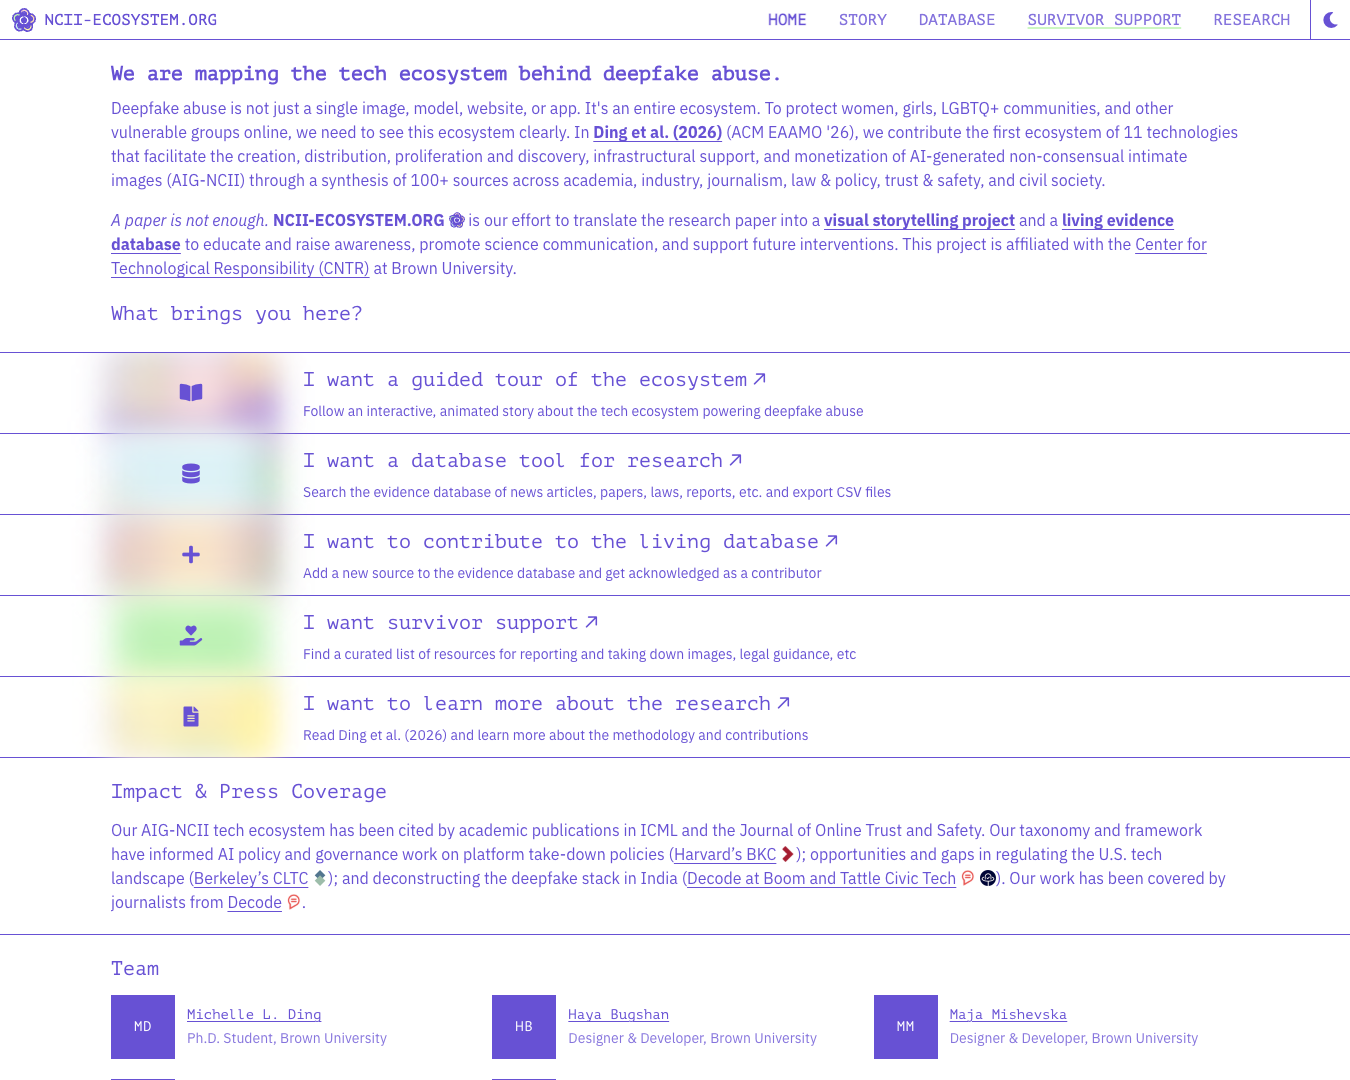 NCII-ECOSYSTEM.ORG
HOME STORY DATABASE SURVIVOR SUPPORT RESEARCH
We are mapping the tech ecosystem behind deepfake abuse.
Deepfake abuse is not just a single image, model, website, or app. It's an entire ecosystem. To protect women, girls, LGBTQ+ communities, and other
vulnerable groups online, we need to see this ecosystem clearly. In Ding et al. (2026) (ACM EAAMO '26), we contribute the first ecosystem of 11 technologies
that facilitate the creation, distribution, proliferation and discovery, infrastructural support, and monetization of AI-generated non-consensual intimate
images (AIG-NCII) through a synthesis of 100+ sources across academia, industry, journalism, law & policy, trust & safety, and civil society.
A paper is not enough. NCII-ECOSYSTEM.ORG is our effort to translate the research paper into a visual storytelling project and a living evidence
database to educate and raise awareness, promote science communication, and support future interventions. This project is affiliated with the Center for
Technological Responsibility (CNTR) at Brown University.
What brings you here?
I want a guided tour of the ecosystem
Follow an interactive, animated story about the tech ecosystem powering deepfake abuse
I want a database tool for research
Search the evidence database of news articles, papers, laws, reports, etc. and export CSV files
I want to contribute to the living database
Add a new source to the evidence database and get acknowledged as a contributor
I want survivor support
Find a curated list of resources for reporting and taking down images, legal guidance, etc
I want to learn more about the research
Read Ding et al. (2026) and learn more about the methodology and contributions
Impact & Press Coverage
Our AIG-NCII tech ecosystem has been cited by academic publications in ICML and the Journal of Online Trust and Safety. Our taxonomy and framework
have informed AI policy and governance work on platform take-down policies (Harvard’s BKC ); opportunities and gaps in regulating the U.S. tech
landscape (Berkeley’s CLTC ); and deconstructing the deepfake stack in India (Decode at Boom and Tattle Civic Tech ). Our work has been covered by
journalists from Decode .
Team
MD
Michelle L. Ding
Ph.D. Student, Brown University
HB
Haya Bugshan
Designer & Developer, Brown University
MM
Maja Mishevska
Designer & Developer, Brown University